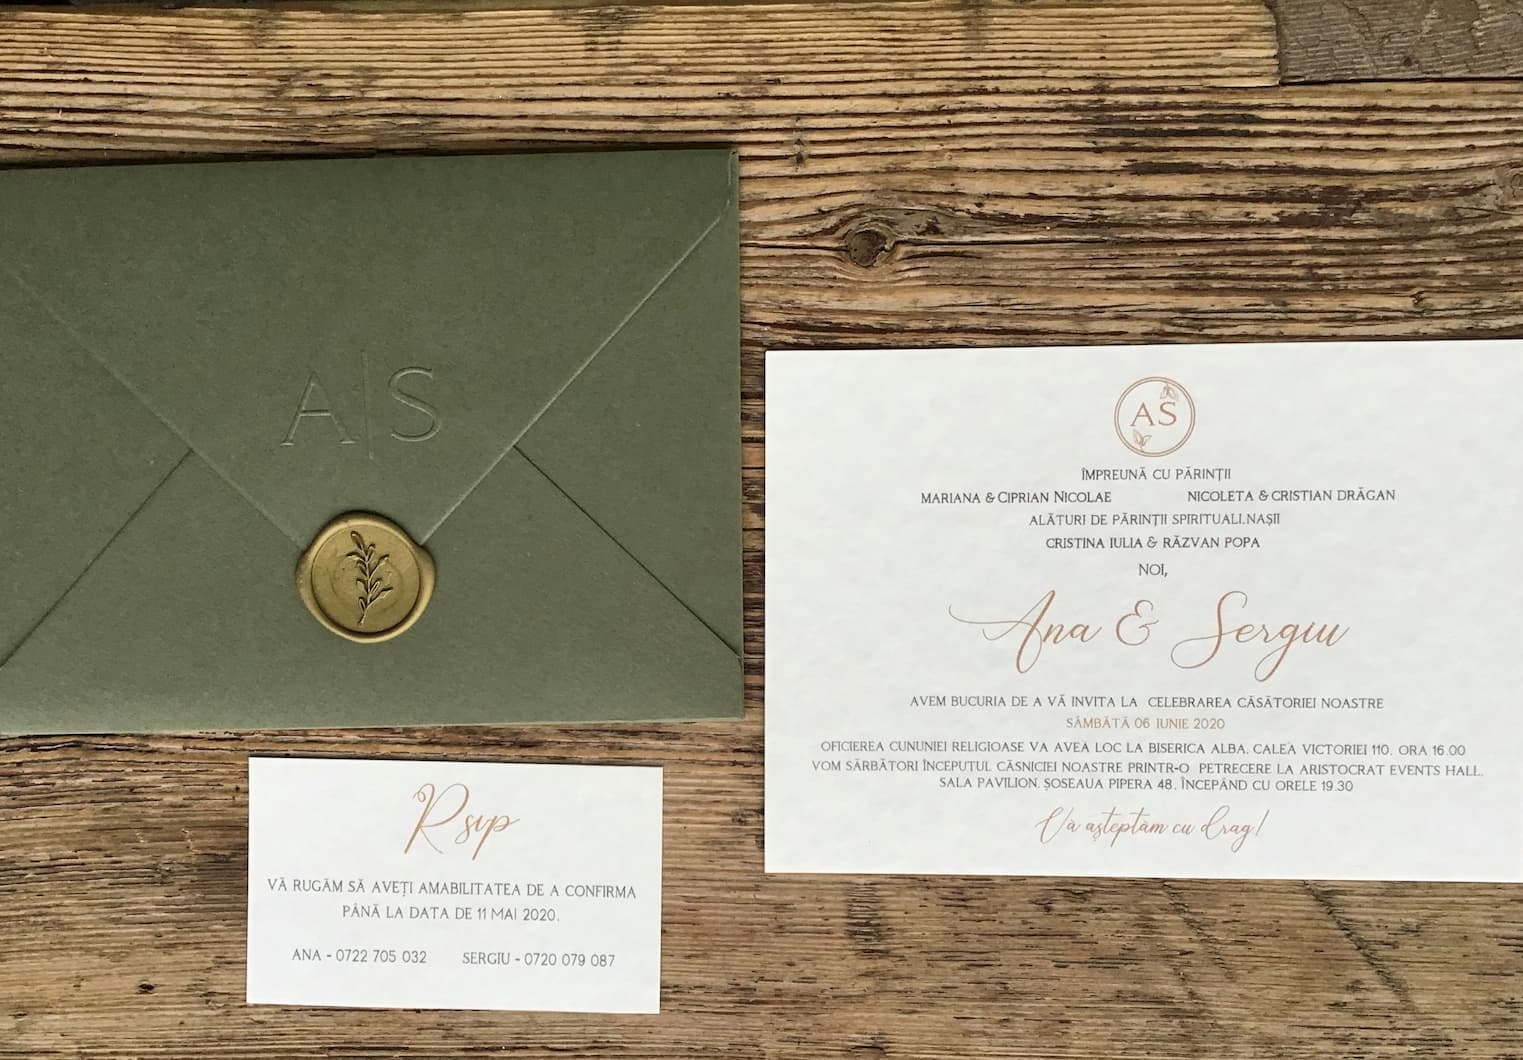 A|S
AS
ÎMPREUNĂ CU PĂRINȚII
MARIANA & CIPRIAN NICOLAE NICOLETA & CRISTIAN DRĂGAN
ALĂTURI DE PĂRINȚII SPIRITUALI, NAȘII
CRISTINA IULIA & RĂZVAN POPA
NOI,
Ana & Sergiu
AVEM BUCURIA DE A VĂ INVITA LA CELEBRAREA CĂSĂTORIEI NOASTRE
SÂMBĂTĂ 06 IUNIE 2020
OFICIEREA CUNUNIEI RELIGIOASE VA AVEA LOC LA BISERICA ALBA, CALEA VICTORIEI 110, ORA 16.00
VOM SĂRBĂTORI ÎNCEPUTUL CĂSNICIEI NOASTRE PRINTR-O PETRECERE LA ARISTOCRAT EVENTS HALL,
SALA PAVILION, ȘOSEAUA PIPERA 48, ÎNCEPÂND CU ORELE 19.30
Vă așteptăm cu drag!
Rsvp
VĂ RUGĂM SĂ AVEȚI AMABILITATEA DE A CONFIRMA
PÂNĂ LA DATA DE 11 MAI 2020.
ANA - 0722 705 032 SERGIU - 0720 079 087